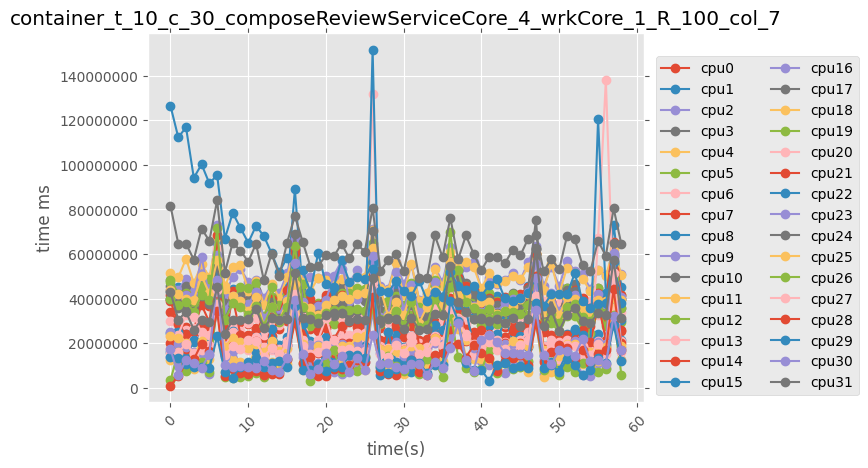 container_t_10_c_30_composeReviewServiceCore_4_wrkCore_1_R_100_col_7
time ms
140000000
120000000
100000000
80000000
60000000
40000000
20000000
0
0
10
20
30
40
50
60
time(s)
cpu0
cpu1
cpu2
cpu3
cpu4
cpu5
cpu6
cpu7
cpu8
cpu9
cpu10
cpu11
cpu12
cpu13
cpu14
cpu15
cpu16
cpu17
cpu18
cpu19
cpu20
cpu21
cpu22
cpu23
cpu24
cpu25
cpu26
cpu27
cpu28
cpu29
cpu30
cpu31